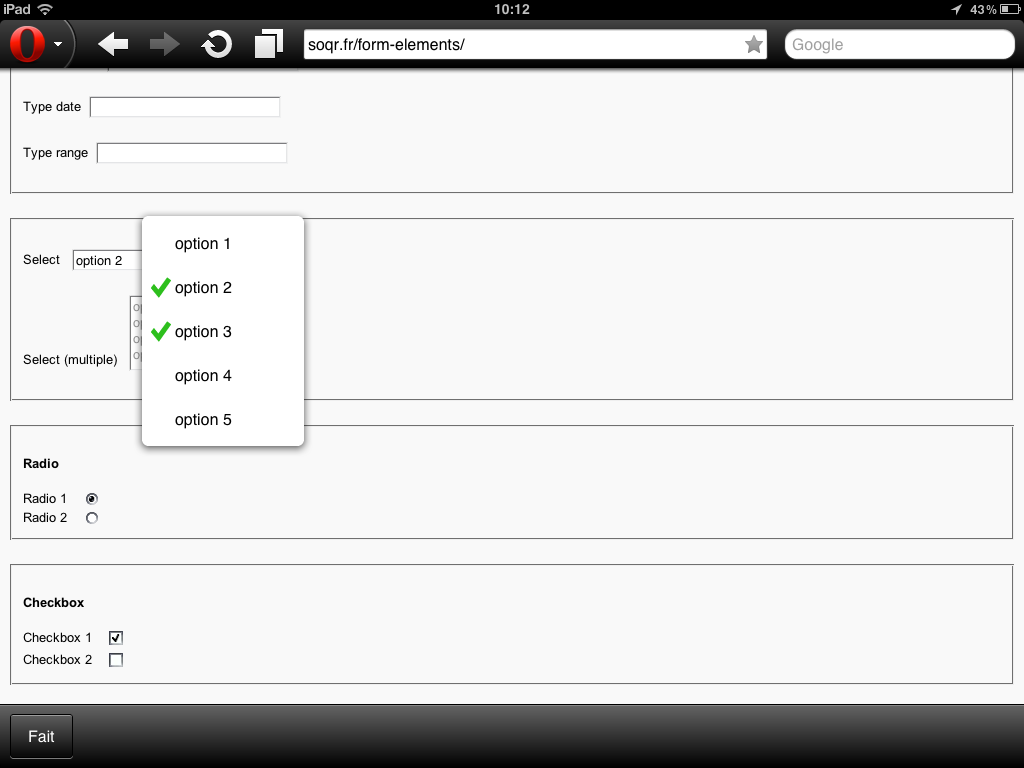 iPad 10:12 43%
soqr.fr/form-elements/ Google
Type date
Type range
Select option 2
Select (multiple)
option 1
option 2
option 3
option 4
option 5
Radio
Radio 1
Radio 2
Checkbox
Checkbox 1
Checkbox 2
Fait